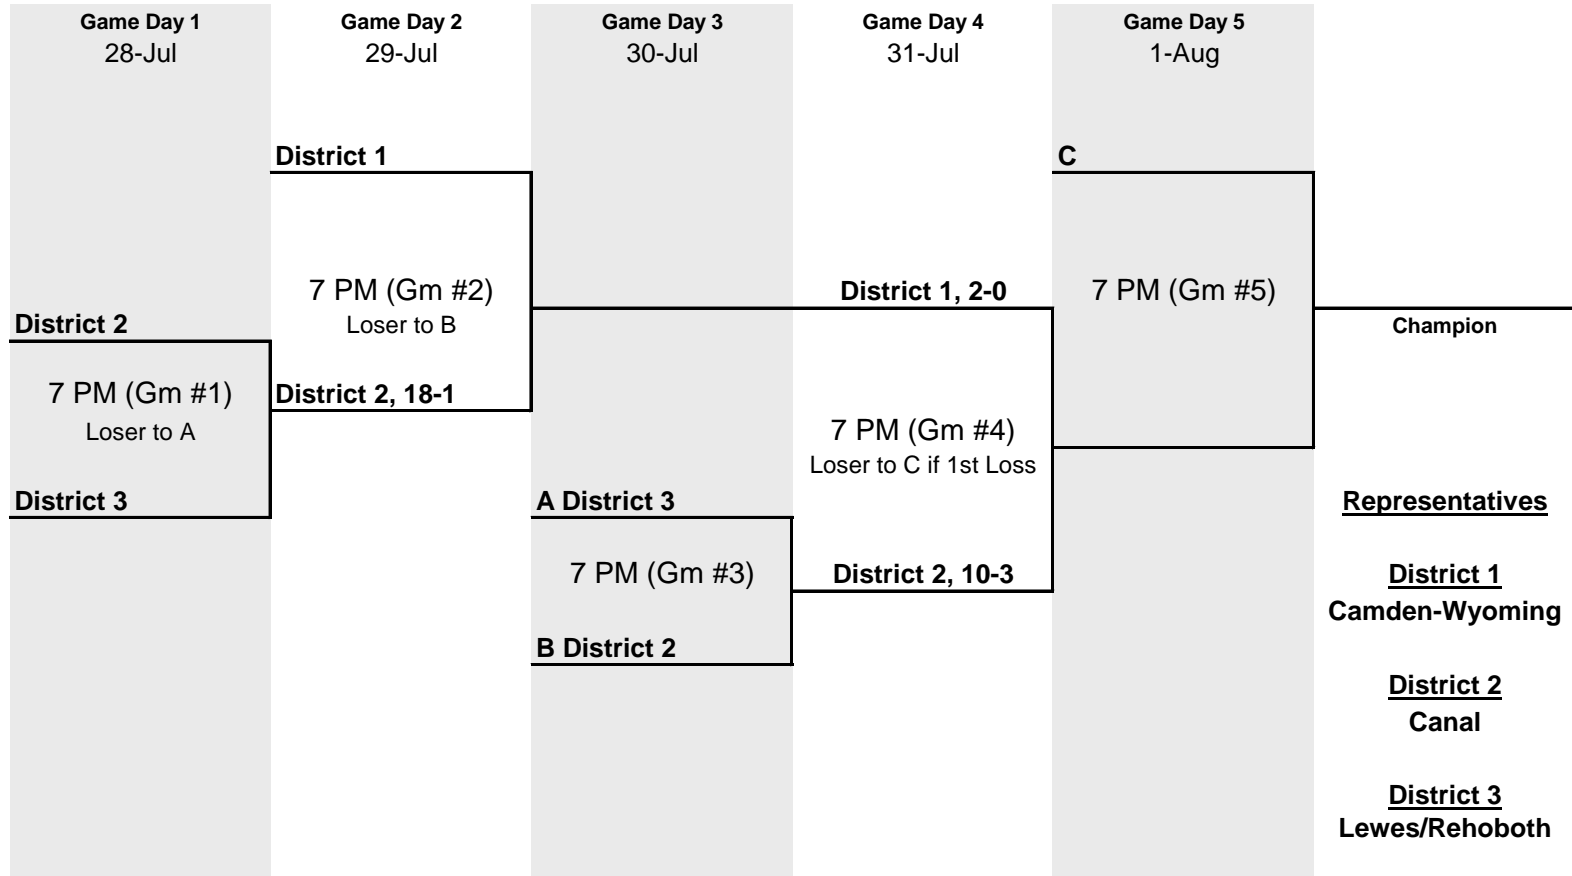 Game Day 1
28-Jul
Game Day 2
29-Jul
Game Day 3
30-Jul
Game Day 4
31-Jul
Game Day 5
1-Aug
District 1
C
7 PM (Gm #2)
Loser to B
District 1, 2-0
7 PM (Gm #5)
District 2
Champion
7 PM (Gm #1)
Loser to A
District 2, 18-1
7 PM (Gm #4)
Loser to C if 1st Loss
District 3
A District 3
7 PM (Gm #3)
District 2, 10-3
B District 2
Representatives
District 1
Camden-Wyoming
District 2
Canal
District 3
Lewes/Rehoboth